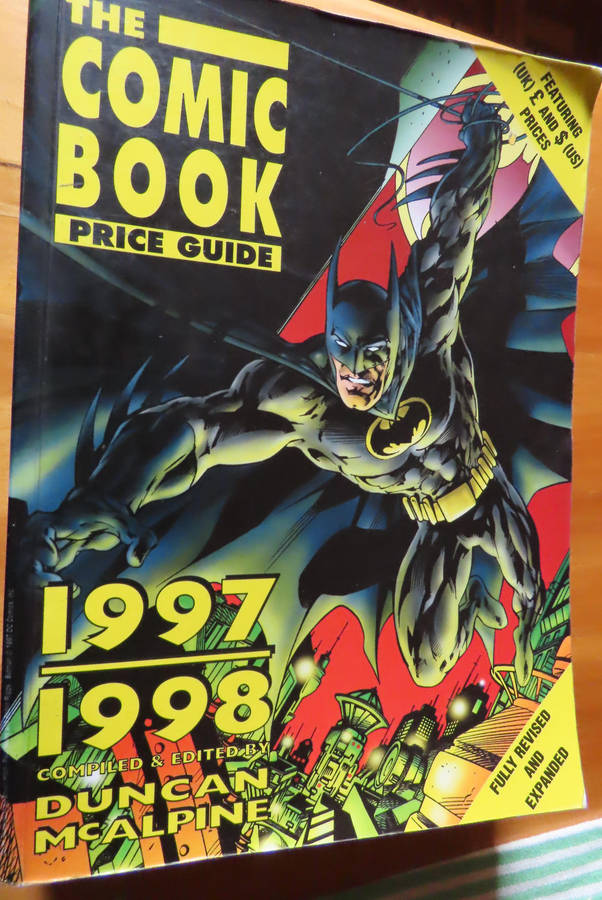 THE
COMIC
BOOK
PRICE GUIDE
FEATURING
(UK) £ AND $ (US)
PRICES
1997
1998
COMPILED & EDITED BY
DUNCAN
McALPINE
FULLY REVISED
AND
EXPANDED